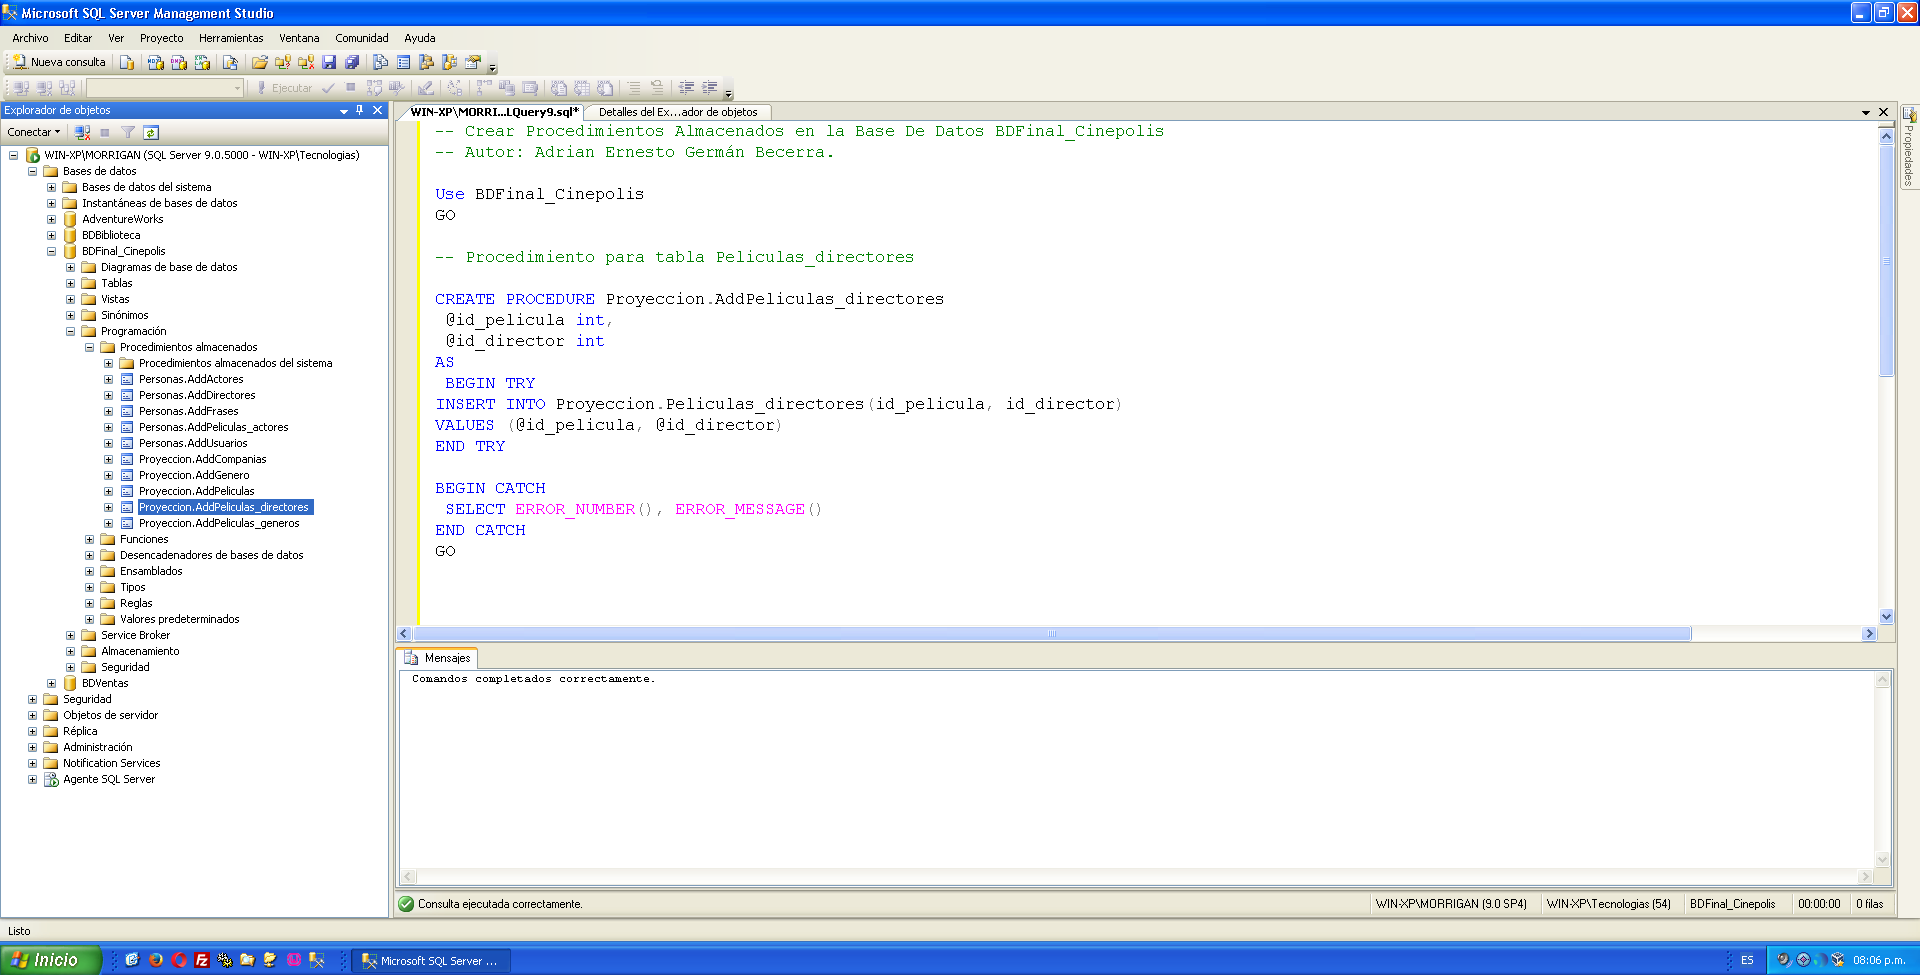 Microsoft SQL Server Management Studio
Archivo Editar Ver Proyecto Herramientas Ventana Comunidad Ayuda
Nueva consulta
Ejecutar
Explorador de objetos
Conectar
WIN-XP\MORRIGAN (SQL Server 9.0.5000 - WIN-XP\Tecnologias)
Bases de datos
Bases de datos del sistema
Instantáneas de bases de datos
AdventureWorks
BDBiblioteca
BDFinal_Cinepolis
Diagramas de base de datos
Tablas
Vistas
Sinónimos
Programación
Procedimientos almacenados
Procedimientos almacenados del sistema
Personas.AddActores
Personas.AddDirectores
Personas.AddFrases
Personas.AddPeliculas_actores
Personas.AddUsuarios
Proyeccion.AddCompanias
Proyeccion.AddGenero
Proyeccion.AddPeliculas
Proyeccion.AddPeliculas_directores
Proyeccion.AddPeliculas_generos
Funciones
Desencadenadores de bases de datos
Ensamblados
Tipos
Reglas
Valores predeterminados
Service Broker
Almacenamiento
Seguridad
BDVentas
Seguridad
Objetos de servidor
Réplica
Administración
Notification Services
Agente SQL Server
WIN-XP\MORRI...LQuery9.sql* Detalles del Ex...ador de objetos
-- Crear Procedimientos Almacenados en la Base De Datos BDFinal_Cinepolis
-- Autor: Adrian Ernesto Germán Becerra.
Use BDFinal_Cinepolis
GO
-- Procedimiento para tabla Peliculas_directores
CREATE PROCEDURE Proyeccion.AddPeliculas_directores
@id_pelicula int,
@id_director int
AS
BEGIN TRY
INSERT INTO Proyeccion.Peliculas_directores(id_pelicula, id_director)
VALUES (@id_pelicula, @id_director)
END TRY
BEGIN CATCH
SELECT ERROR_NUMBER(), ERROR_MESSAGE()
END CATCH
GO
Propiedades
Mensajes
Comandos completados correctamente.
Consulta ejecutada correctamente. WIN-XP\MORRIGAN (9.0 SP4) WIN-XP\Tecnologias (54) BDFinal_Cinepolis 00:00:00 0 filas
Listo
Inicio Microsoft SQL Server ... ES 08:06 p.m.